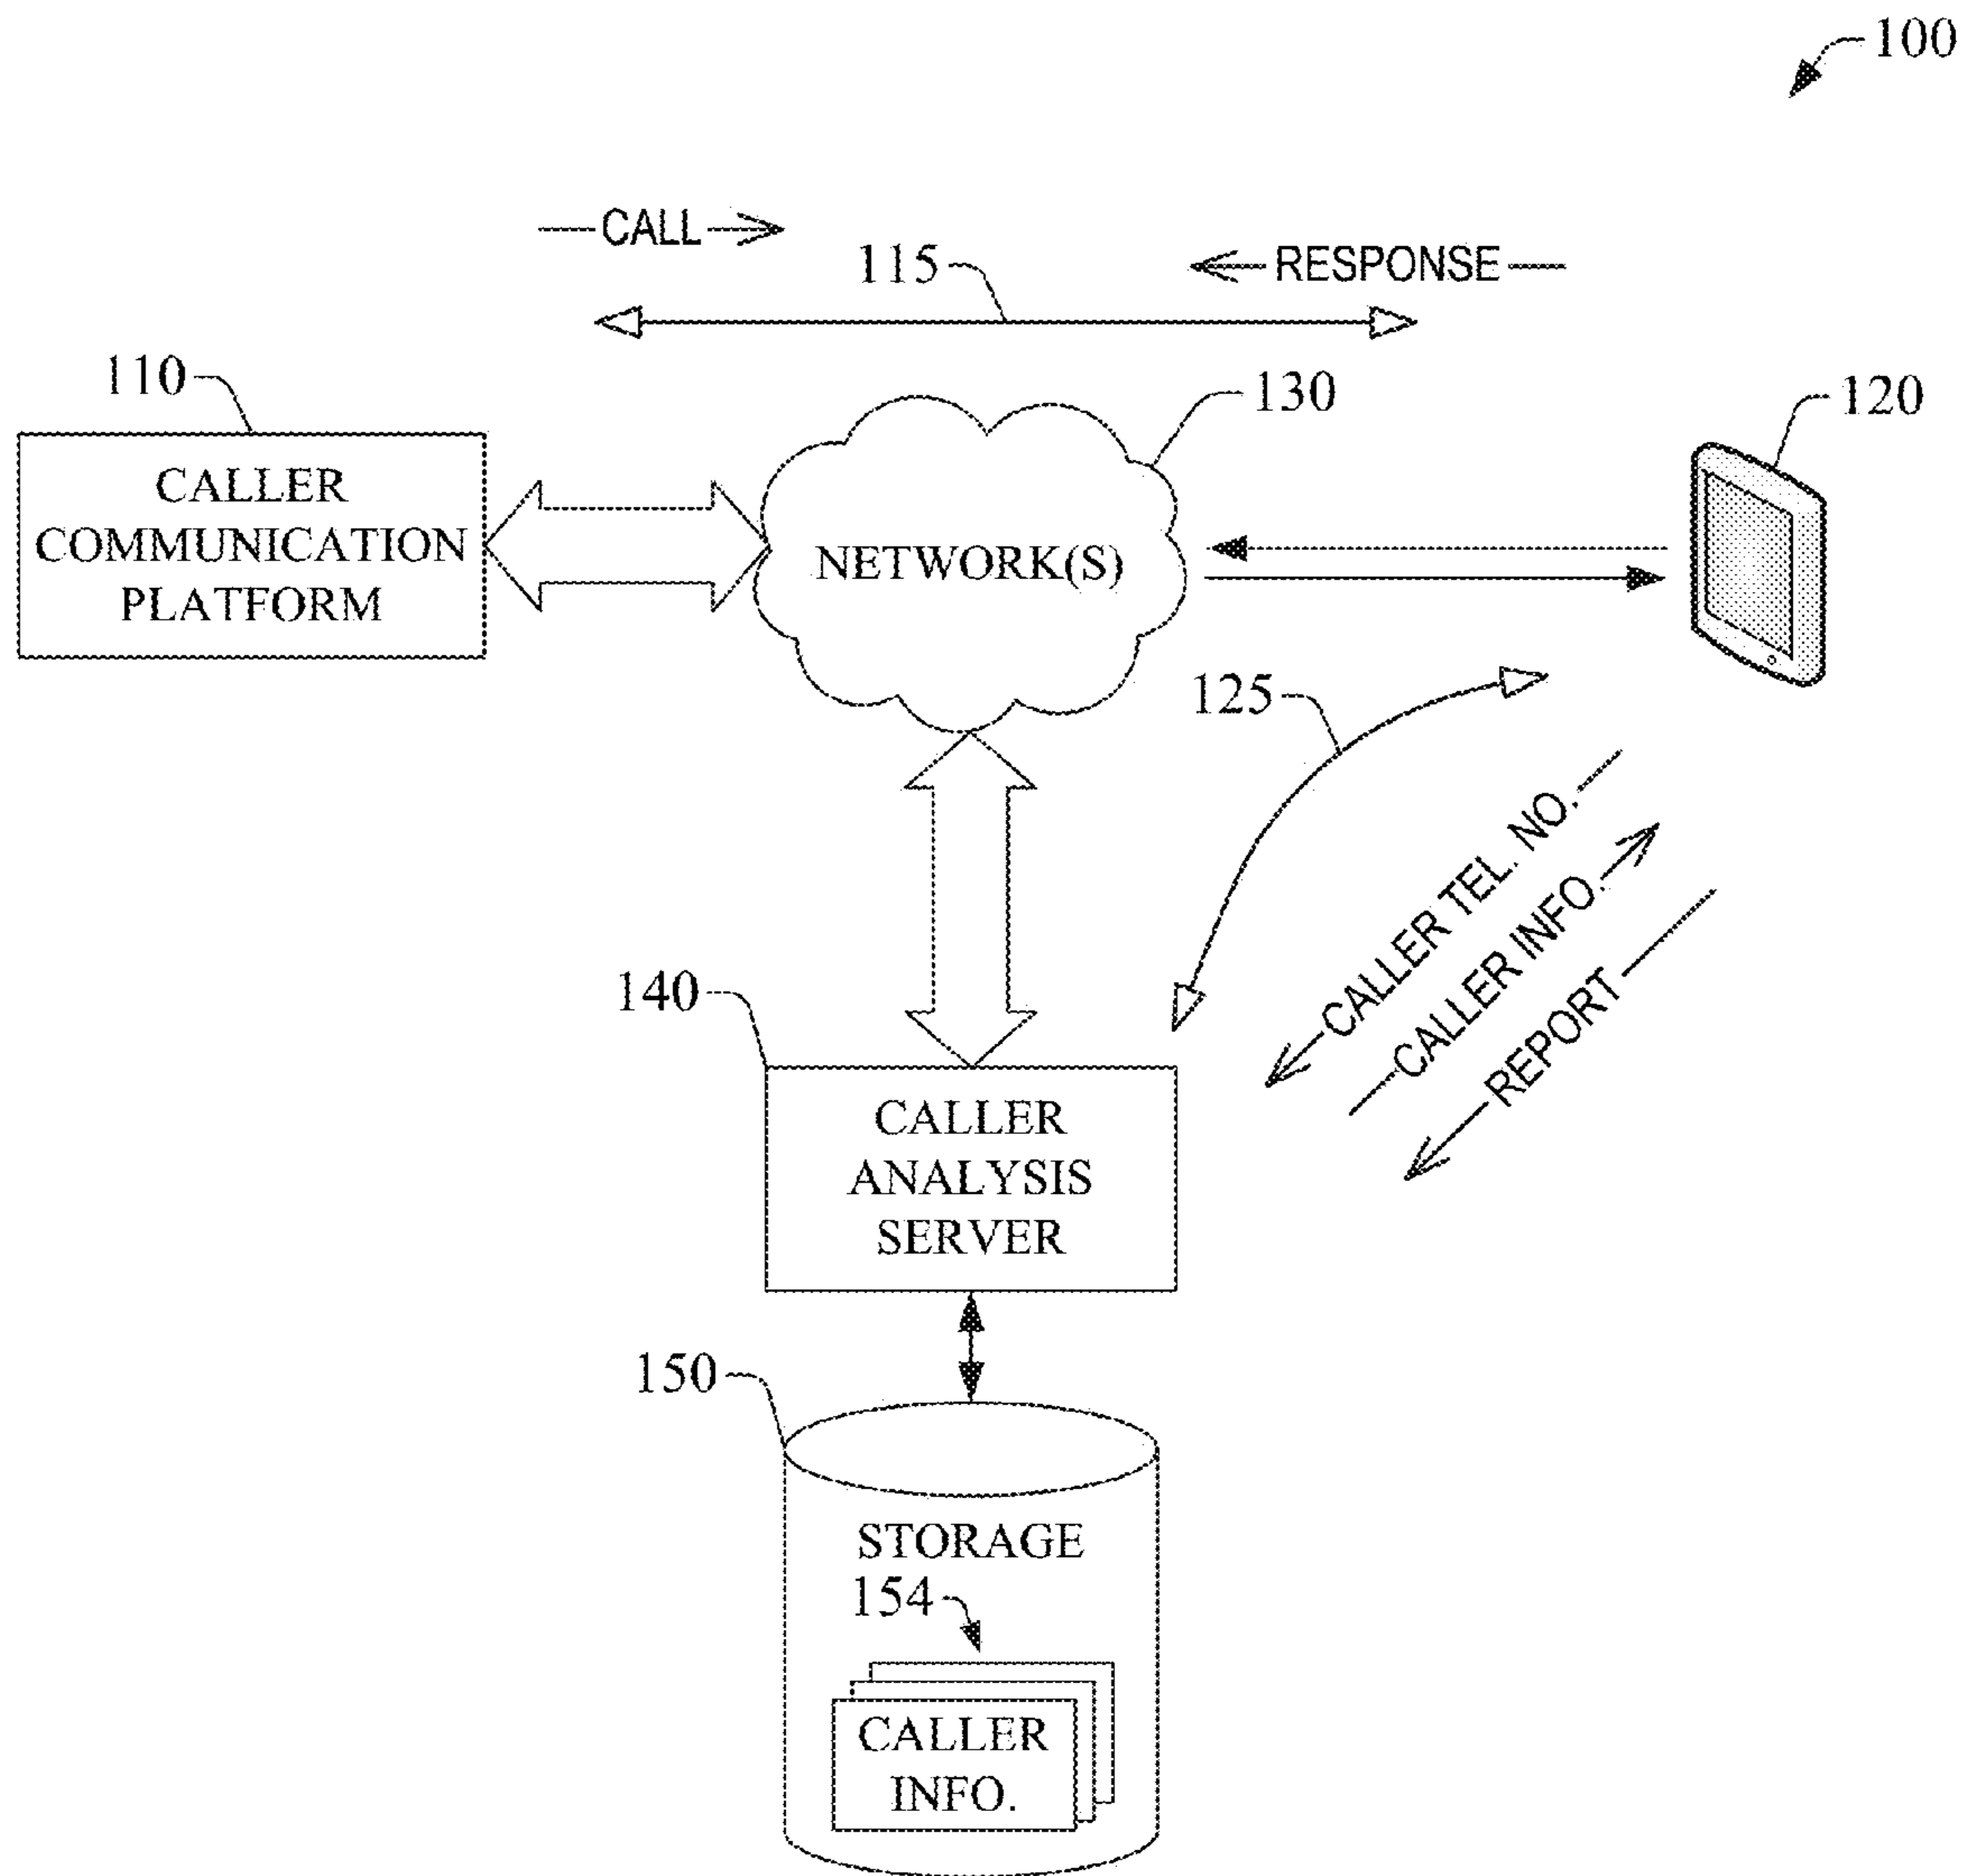 100
CALL
115
RESPONSE
110
130
120
CALLER
COMMUNICATION
PLATFORM
NETWORK(S)
125
CALLER TEL. NO.
CALLER INFO.
REPORT
140
CALLER
ANALYSIS
SERVER
150
STORAGE
154
CALLER
INFO.